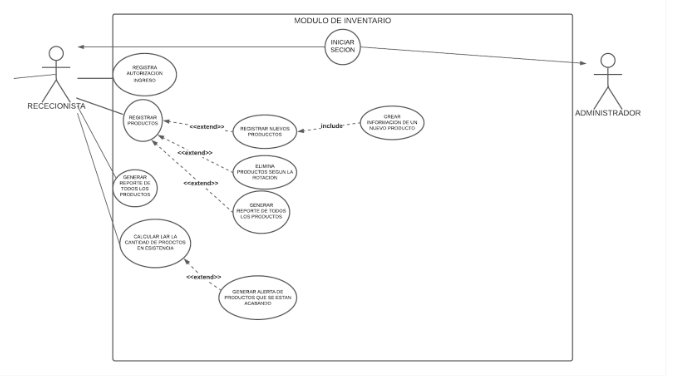 MODULO DE INVENTARIO
INICIAR
SECION
RECECIONISTA
ADMINISTRADOR
REGISTRA
AUTORIZACION
INGRESO
REGISTRAR
PRODUCTOS
<<extend>>
REGISTRAR NUEVOS
PRODUCCTOS
include
CREAR
INFORMACION DE UN
NUEVO PRODUCTO
<<extend>>
ELIMINA
PRODUCTOS SEGUN LA
ROTACION
<<extend>>
GENERAR
REPORTE DE
TODOS LOS
PRODUCTOS
GENERAR
REPORTE DE TODOS
LOS PRODUCTOS
CALCULAR LAR LA
CANTIDAD DE PRODCTOS
EN ESISTENCIA
<<extend>>
GENERAR ALERTA DE
PRODUCTOS QUE SE ESTAN
ACABANDO